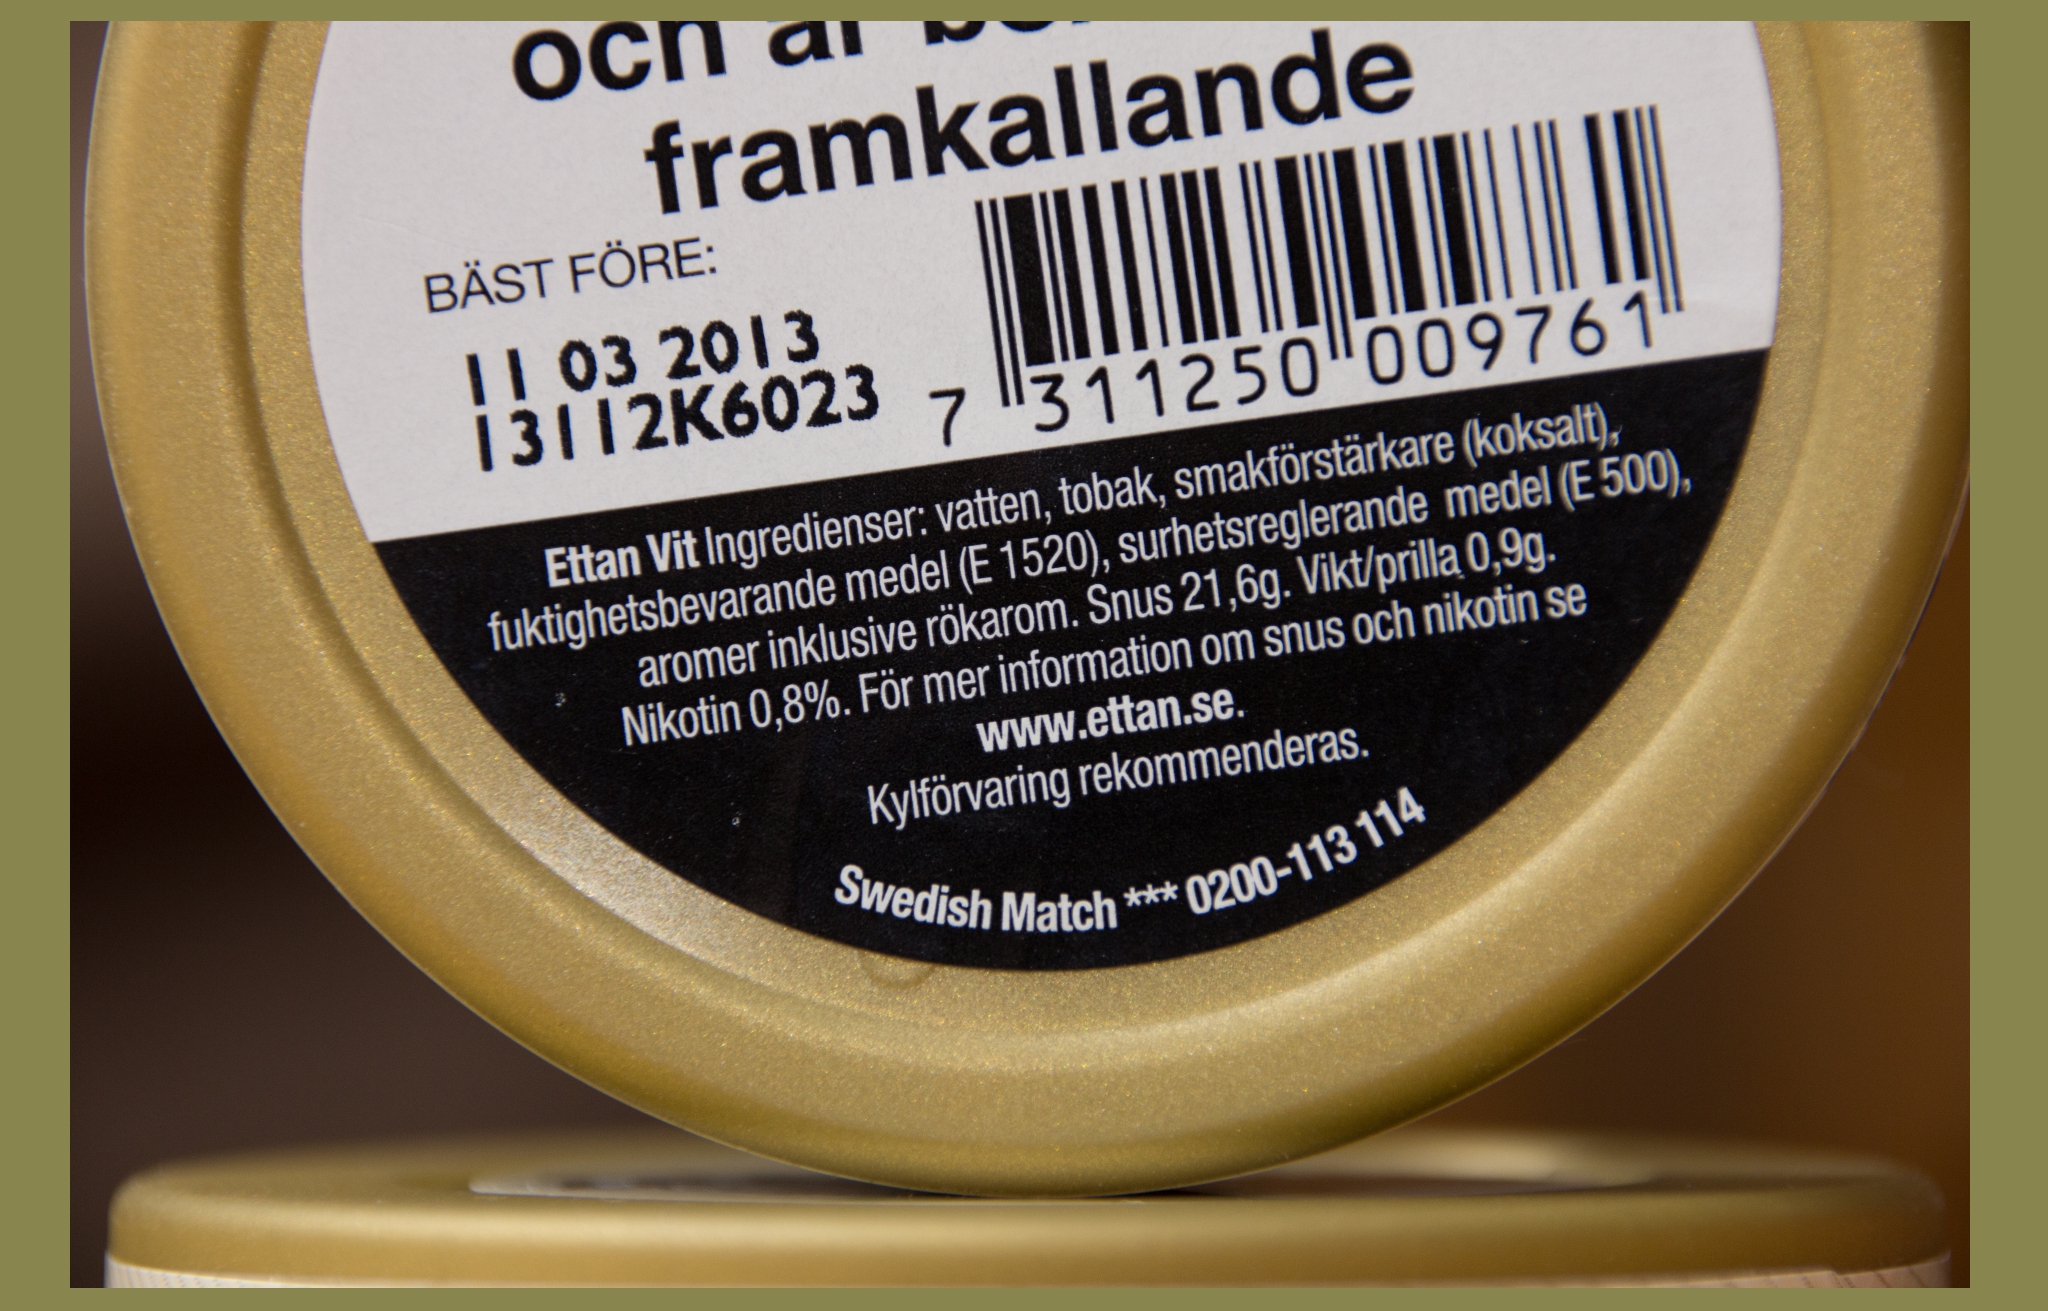 och är
framkallande
BÄST FÖRE:
11 03 2013
13112K6023
7 311250 009761
Ettan Vit Ingredienser: vatten, tobak, smakförstärkare (koksalt),
fuktighetsbevarande medel (E 1520), surhetsreglerande medel (E 500),
aromer inklusive rökarom. Snus 21,6g. Vikt/prilla 0,9g.
Nikotin 0,8%. För mer information om snus och nikotin se
www.ettan.se.
Kylförvaring rekommenderas.
Swedish Match *** 0200-113 114